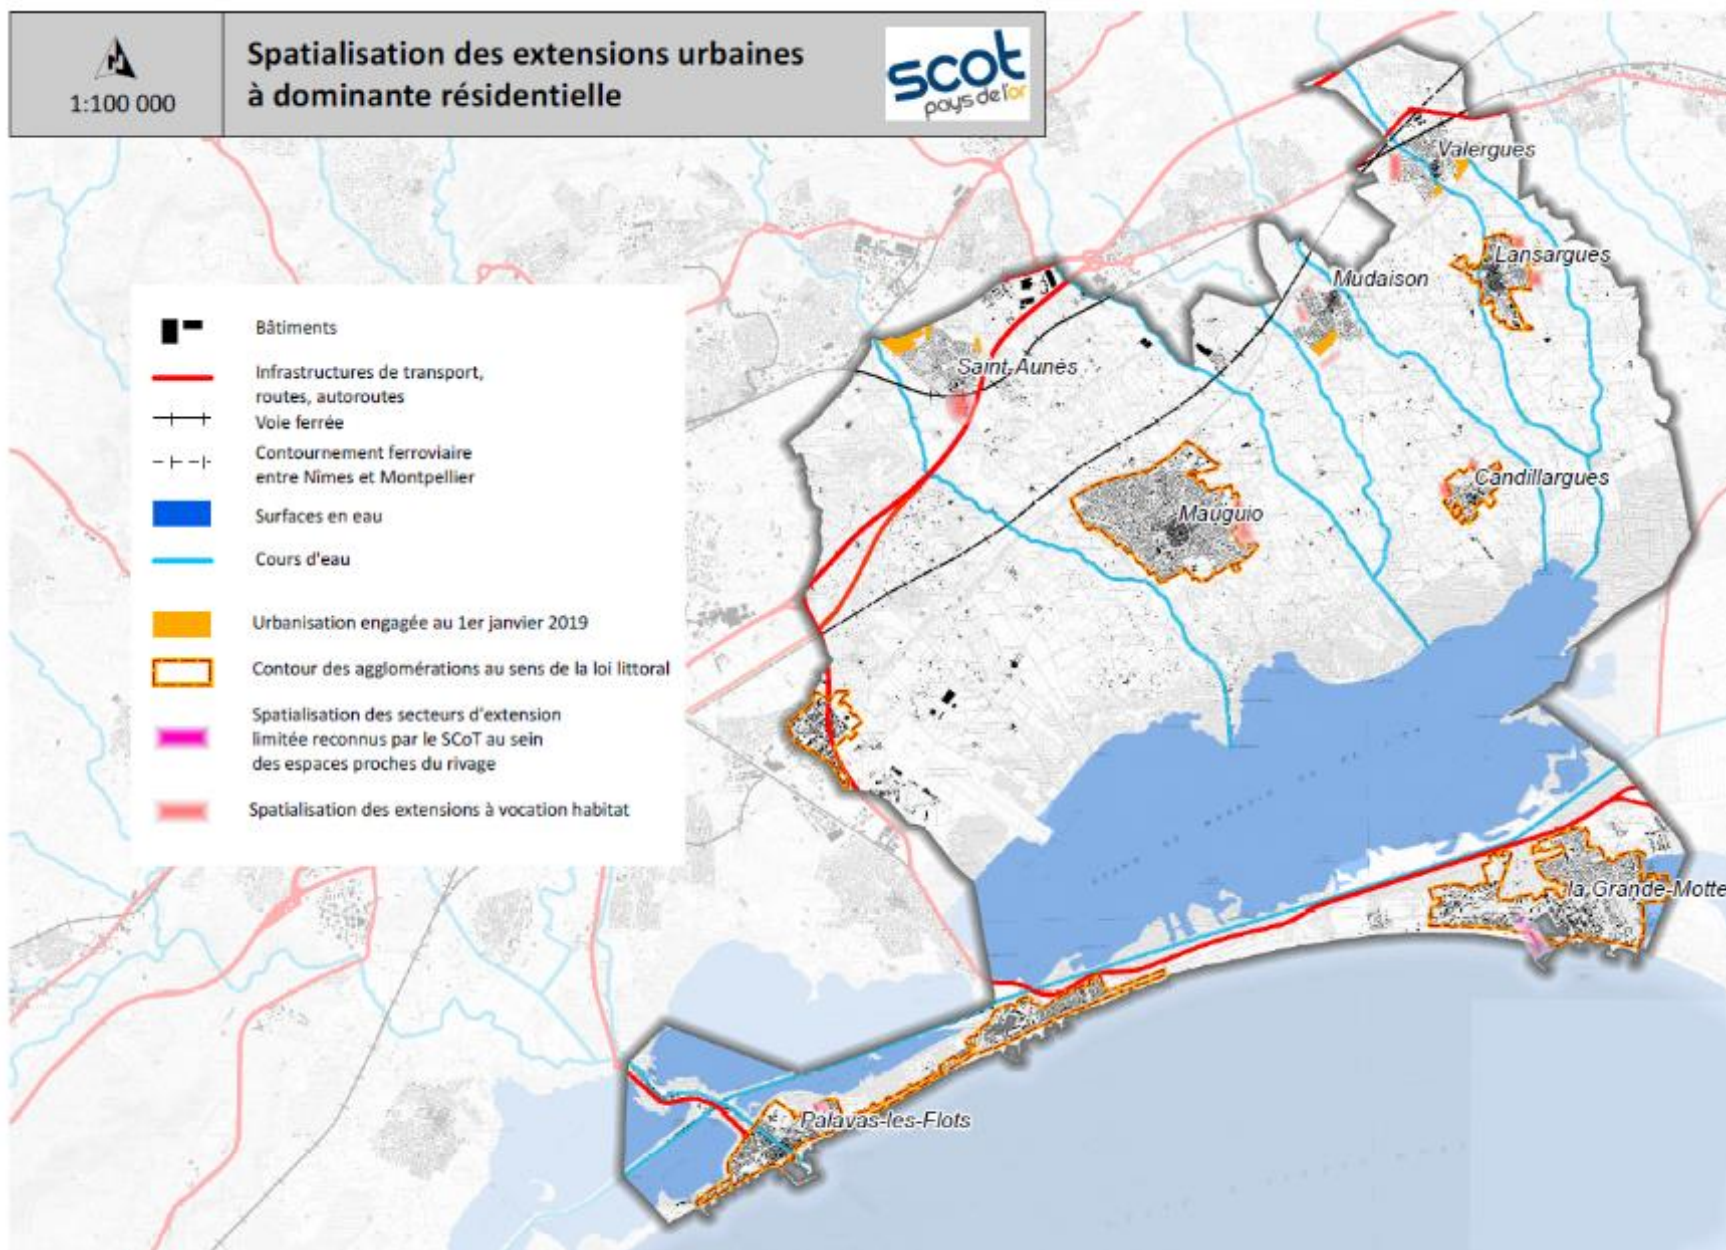 Spatialisation des extensions urbaines
à dominante résidentielle
N
1:100 000
scot
pays de l'or
Bâtiments
Infrastructures de transport,
routes, autoroutes
Voie ferrée
Contournement ferroviaire
entre Nîmes et Montpellier
Surfaces en eau
Cours d'eau
Urbanisation engagée au 1er janvier 2019
Contour des agglomérations au sens de la loi littoral
Spatialisation des secteurs d'extension
limitée reconnus par le SCoT au sein
des espaces proches du rivage
Spatialisation des extensions à vocation habitat
Valergues
Lansargues
Mudaison
Saint-Aunès
Candillargues
Mauguio
la Grande-Motte
Palavas-les-Flots